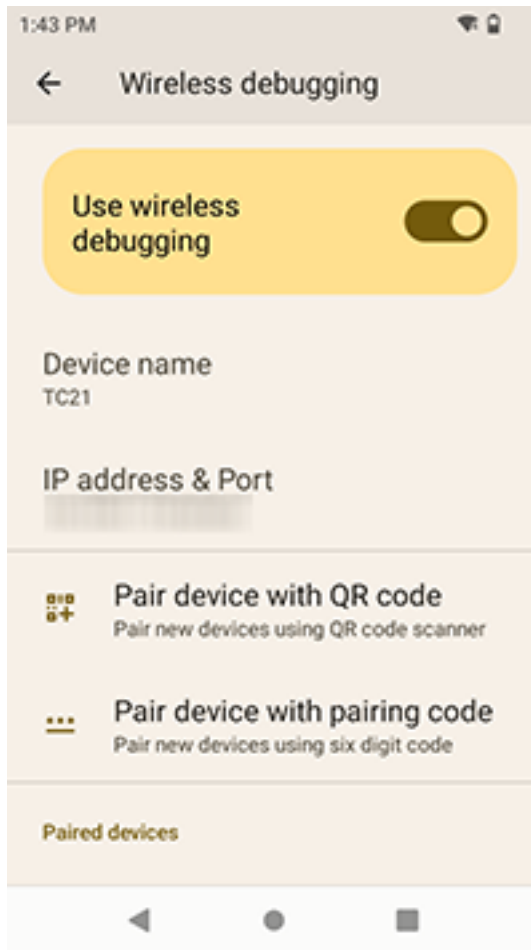 1:43 PM
Wireless debugging
Use wireless
debugging
Device name
TC21
IP address & Port
Pair device with QR code
Pair new devices using QR code scanner
Pair device with pairing code
Pair new devices using six digit code
Paired devices